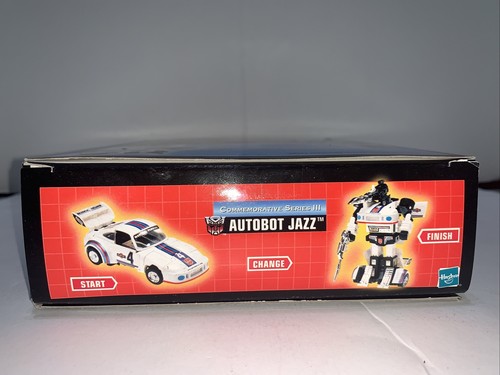 COMMEMORATIVE SERIES III
AUTOBOT JAZZ™
START
CHANGE
FINISH
4
Hasbro